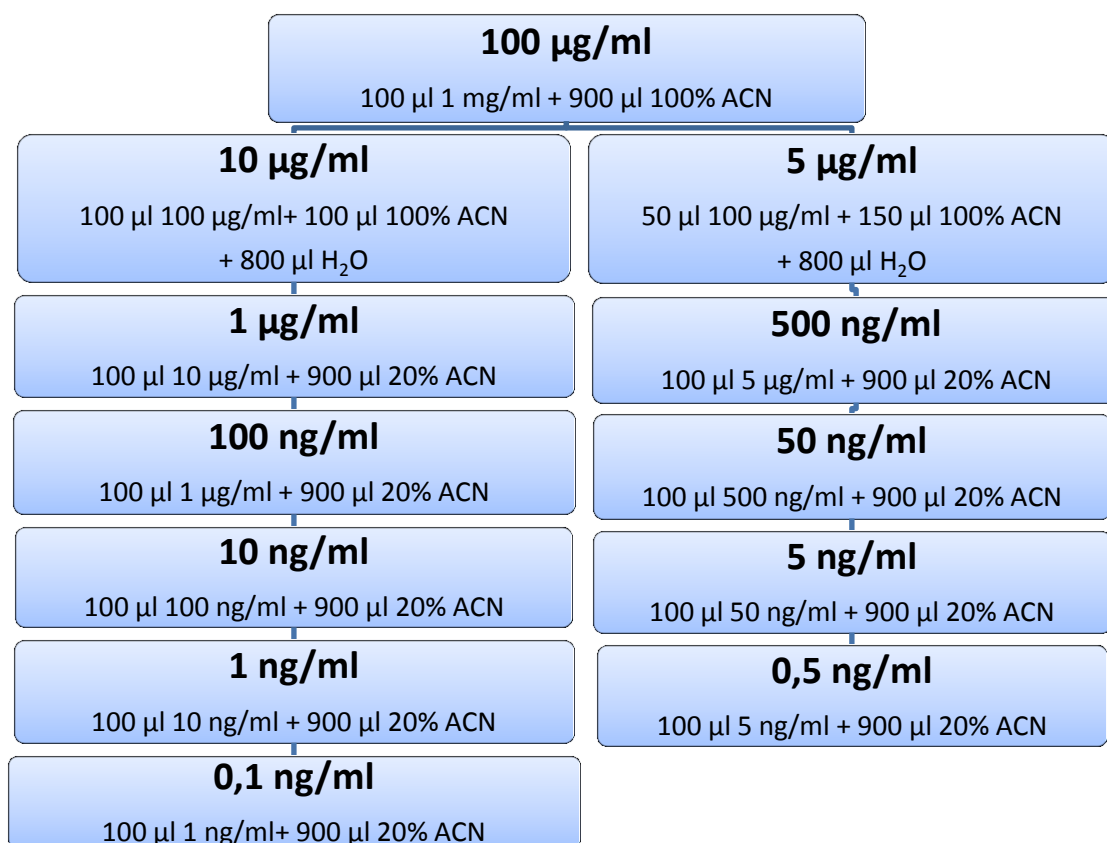 100 µg/ml
100 µl 1 mg/ml + 900 µl 100% ACN
10 µg/ml
100 µl 100 µg/ml+ 100 µl 100% ACN
+ 800 µl H₂O
5 µg/ml
50 µl 100 µg/ml + 150 µl 100% ACN
+ 800 µl H₂O
1 µg/ml
100 µl 10 µg/ml + 900 µl 20% ACN
500 ng/ml
100 µl 5 µg/ml + 900 µl 20% ACN
100 ng/ml
100 µl 1 µg/ml + 900 µl 20% ACN
50 ng/ml
100 µl 500 ng/ml + 900 µl 20% ACN
10 ng/ml
100 µl 100 ng/ml + 900 µl 20% ACN
5 ng/ml
100 µl 50 ng/ml + 900 µl 20% ACN
1 ng/ml
100 µl 10 ng/ml + 900 µl 20% ACN
0,5 ng/ml
100 µl 5 ng/ml + 900 µl 20% ACN
0,1 ng/ml
100 µl 1 ng/ml+ 900 µl 20% ACN